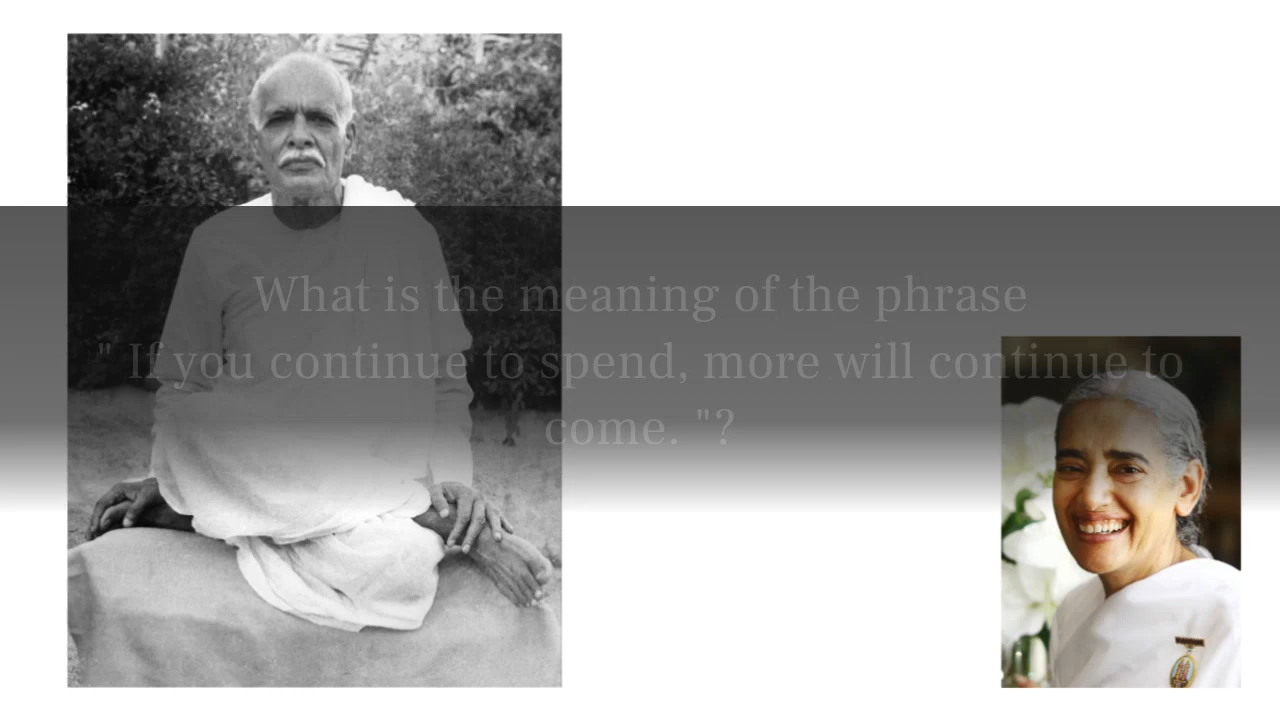 What is the meaning of the phrase
" If you continue to spend, more will continue to
come. "?